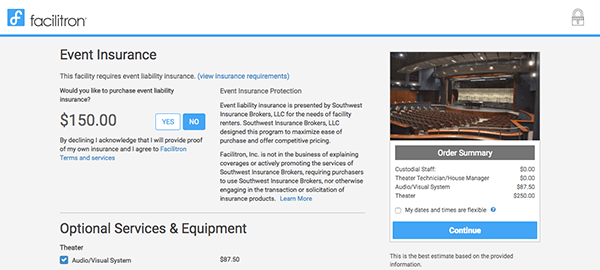 facilitron
Event Insurance
This facility requires event liability insurance. (view insurance requirements)
Would you like to purchase event liability
insurance?
$150.00
YES
NO
By declining I acknowledge that I will provide proof
of my own insurance and I agree to Facilitron
Terms and services
Event Insurance Protection
Event liability insurance is presented by Southwest
Insurance Brokers, LLC for the needs of facility
renters. Southwest Insurance Brokers, LLC
designed this program to maximize ease of
purchase and offer competitive pricing.
Facilitron, Inc. is not in the business of explaining
coverages or actively promoting the services of
Southwest Insurance Brokers, requiring purchasers
to use Southwest Insurance Brokers, nor otherwise
engaging in the transaction or solicitation of
insurance products. Learn More
Optional Services & Equipment
Theater
Audio/Visual System $87.50
Order Summary
Custodial Staff: $0.00
Theater Technician/House Manager $0.00
Audio/Visual System $87.50
Theater $250.00
My dates and times are flexible ?
Continue
This is the best estimate based on the provided
information.